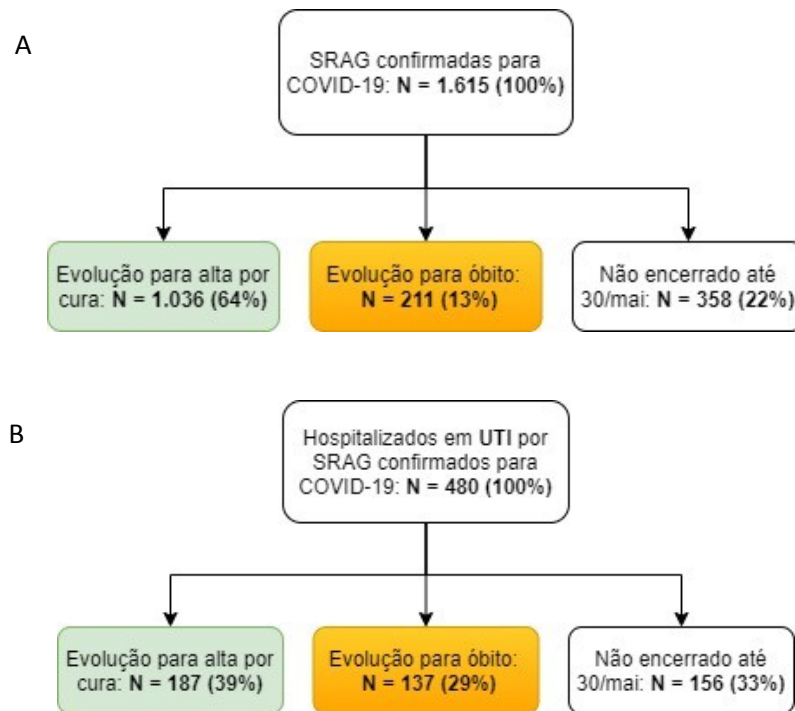 A
SRAG confirmadas para
COVID-19: N = 1.615 (100%)
Evolução para alta por
cura: N = 1.036 (64%)
Evolução para óbito:
N = 211 (13%)
Não encerrado até
30/mai: N = 358 (22%)
B
Hospitalizados em UTI por
SRAG confirmados para
COVID-19: N = 480 (100%)
Evolução para alta por
cura: N = 187 (39%)
Evolução para óbito:
N = 137 (29%)
Não encerrado até
30/mai: N = 156 (33%)